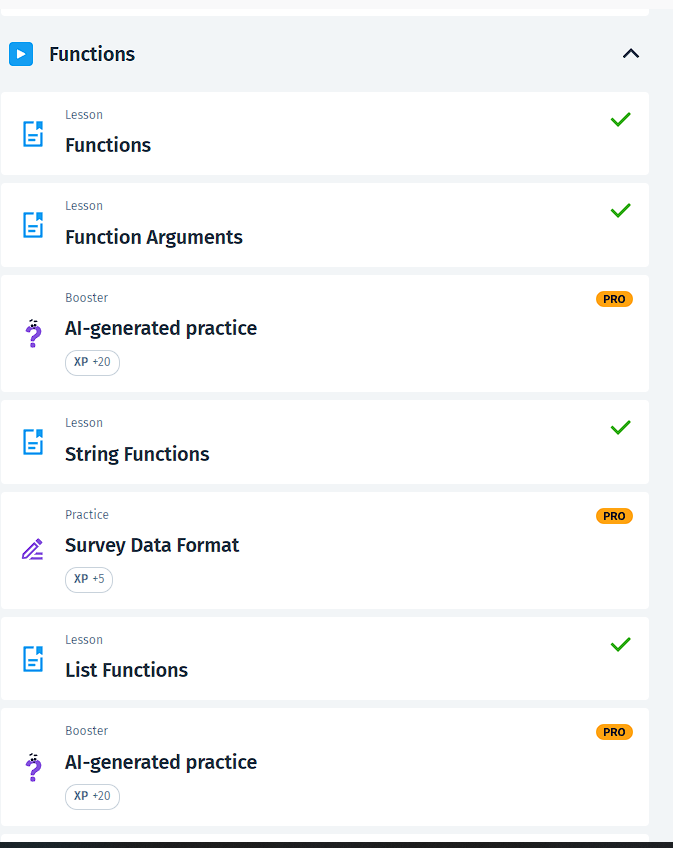 Functions
Lesson
Functions
Lesson
Function Arguments
Booster
PRO
AI-generated practice
XP +20
Lesson
String Functions
Practice
PRO
Survey Data Format
XP +5
Lesson
List Functions
Booster
PRO
AI-generated practice
XP +20